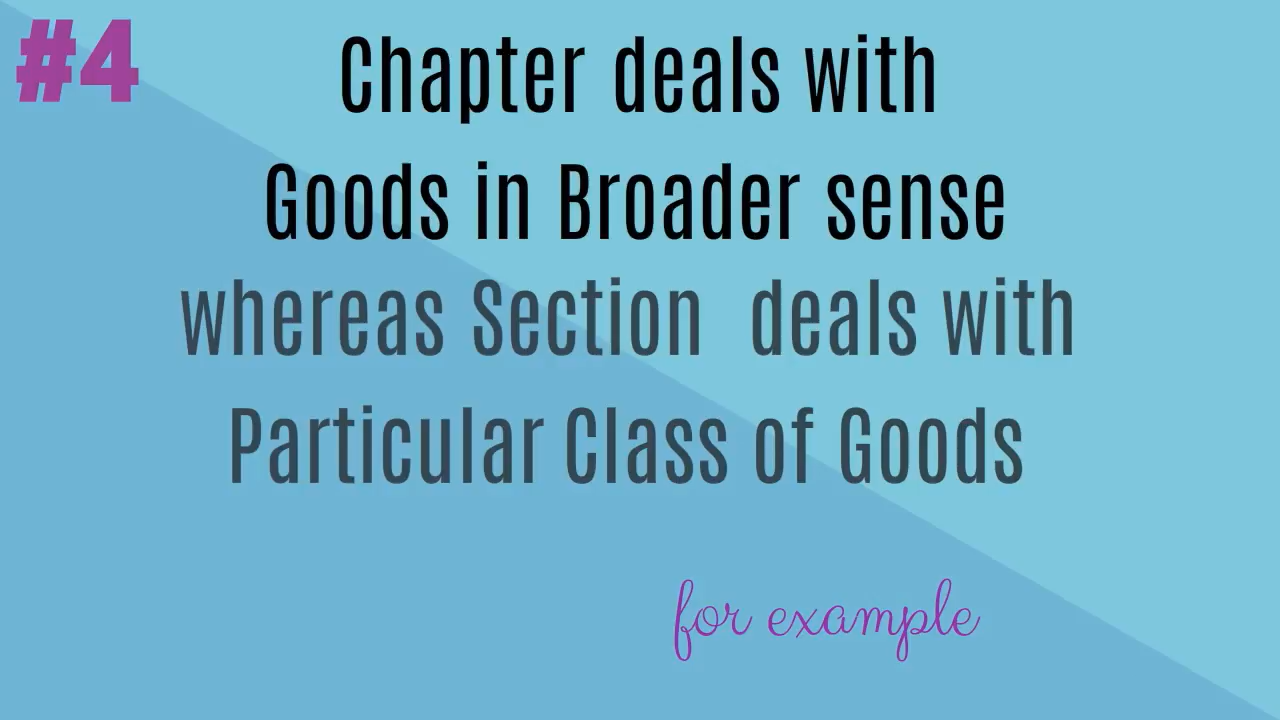 #4
Chapter deals with
Goods in Broader sense
whereas Section deals with
Particular Class of Goods
for example